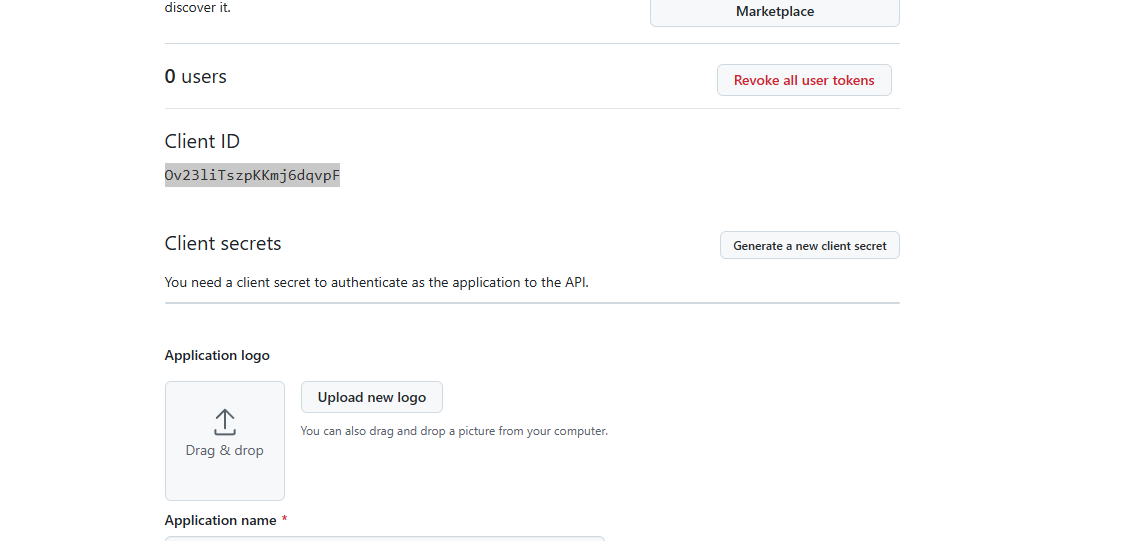 discover it.
Marketplace
0 users
Revoke all user tokens
Client ID
Ov23liTszpKKmj6dqvpF
Client secrets
Generate a new client secret
You need a client secret to authenticate as the application to the API.
Application logo
Upload new logo
You can also drag and drop a picture from your computer.
Drag & drop
Application name *